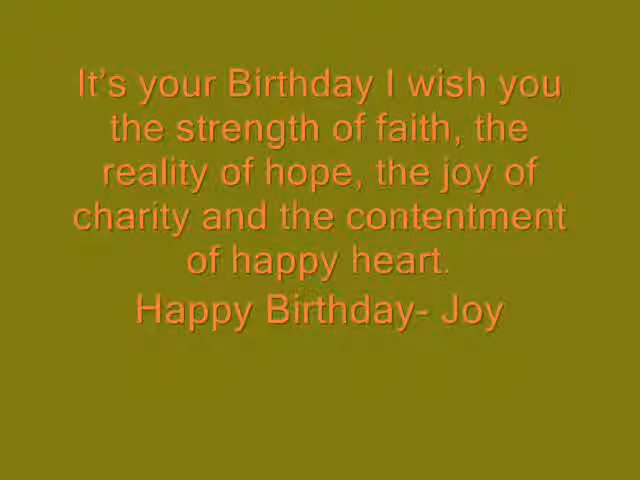 It's your Birthday I wish you
the strength of faith, the
reality of hope, the joy of
charity and the contentment
of happy heart.
Happy Birthday- Joy